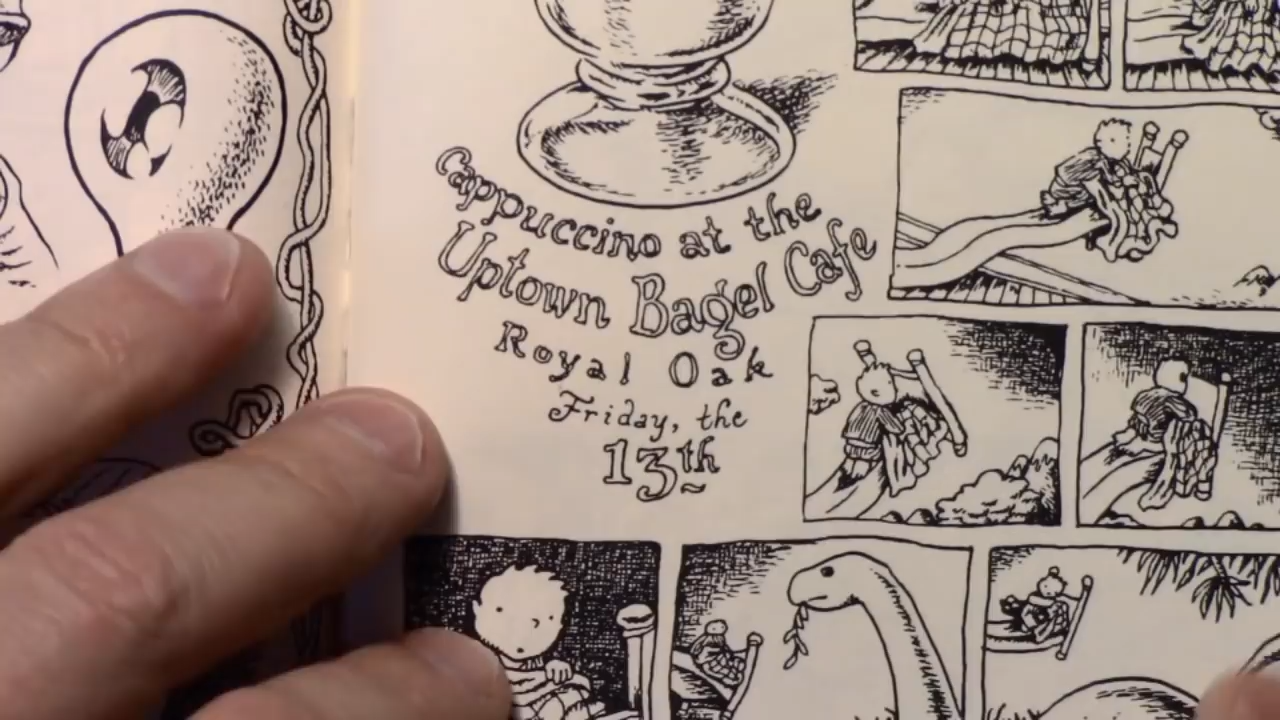 Cappuccino at the
Uptown Bagel Cafe
Royal Oak
Friday, the
13th